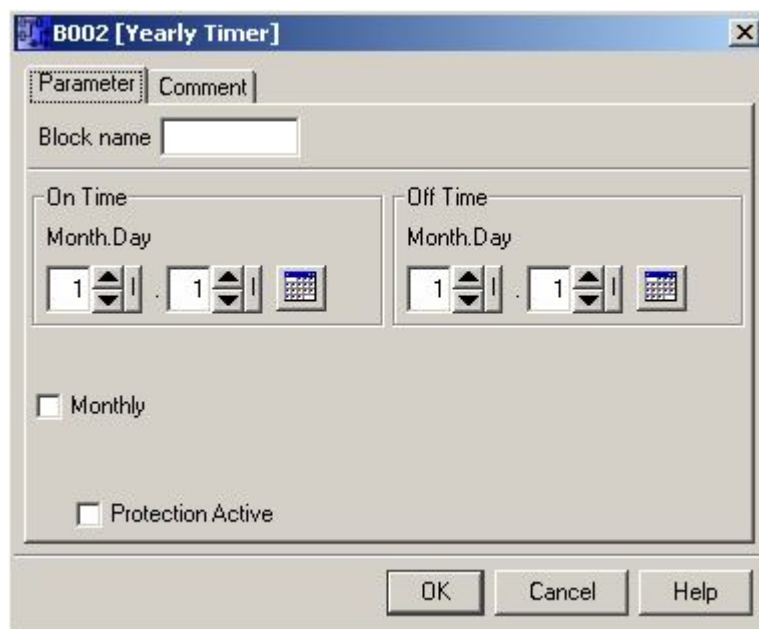 B002 [Yearly Timer]
Parameter Comment
Block name
On Time
Month.Day
1 . 1
Off Time
Month.Day
1 . 1
Monthly
Protection Active
OK Cancel Help